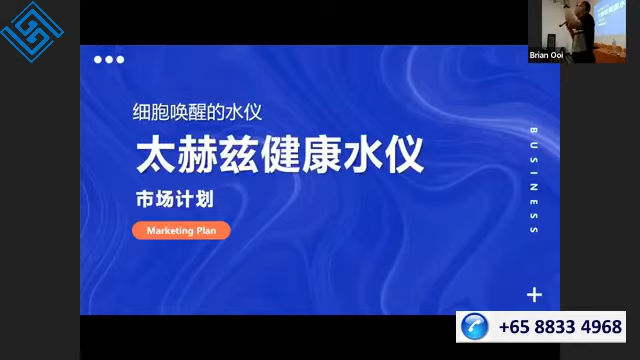 Brian Ooi
细胞唤醒的水仪
太赫兹健康水仪
市场计划
Marketing Plan
BUSINESS
+65 8833 4968